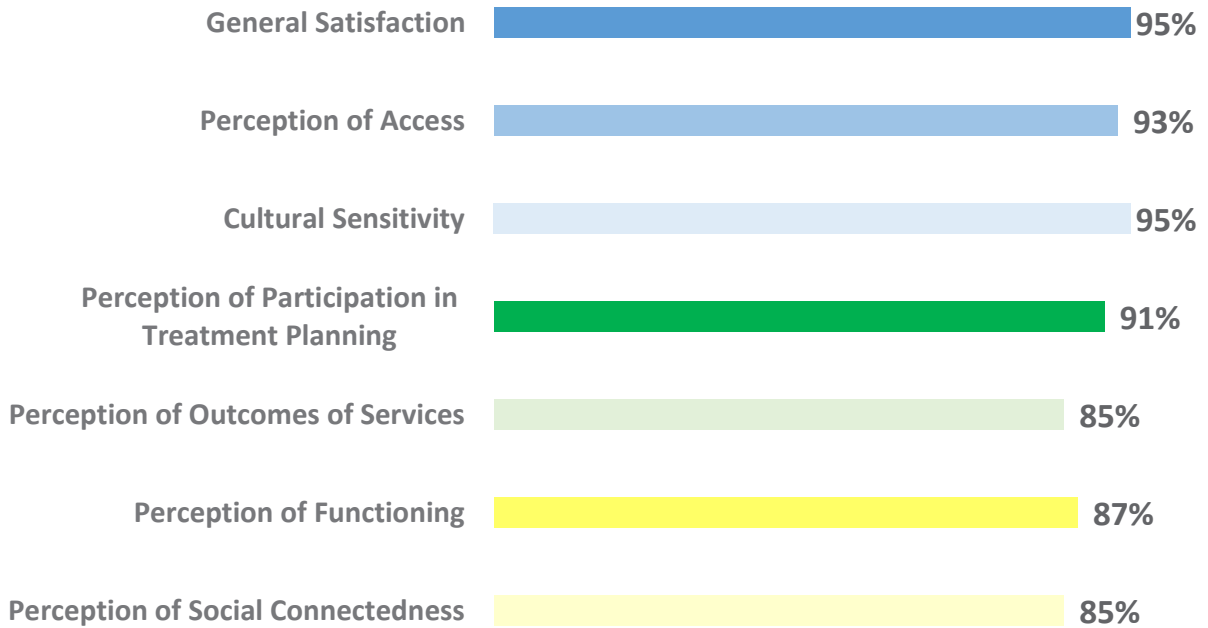 General Satisfaction 95%
Perception of Access 93%
Cultural Sensitivity 95%
Perception of Participation in
Treatment Planning 91%
Perception of Outcomes of Services 85%
Perception of Functioning 87%
Perception of Social Connectedness 85%